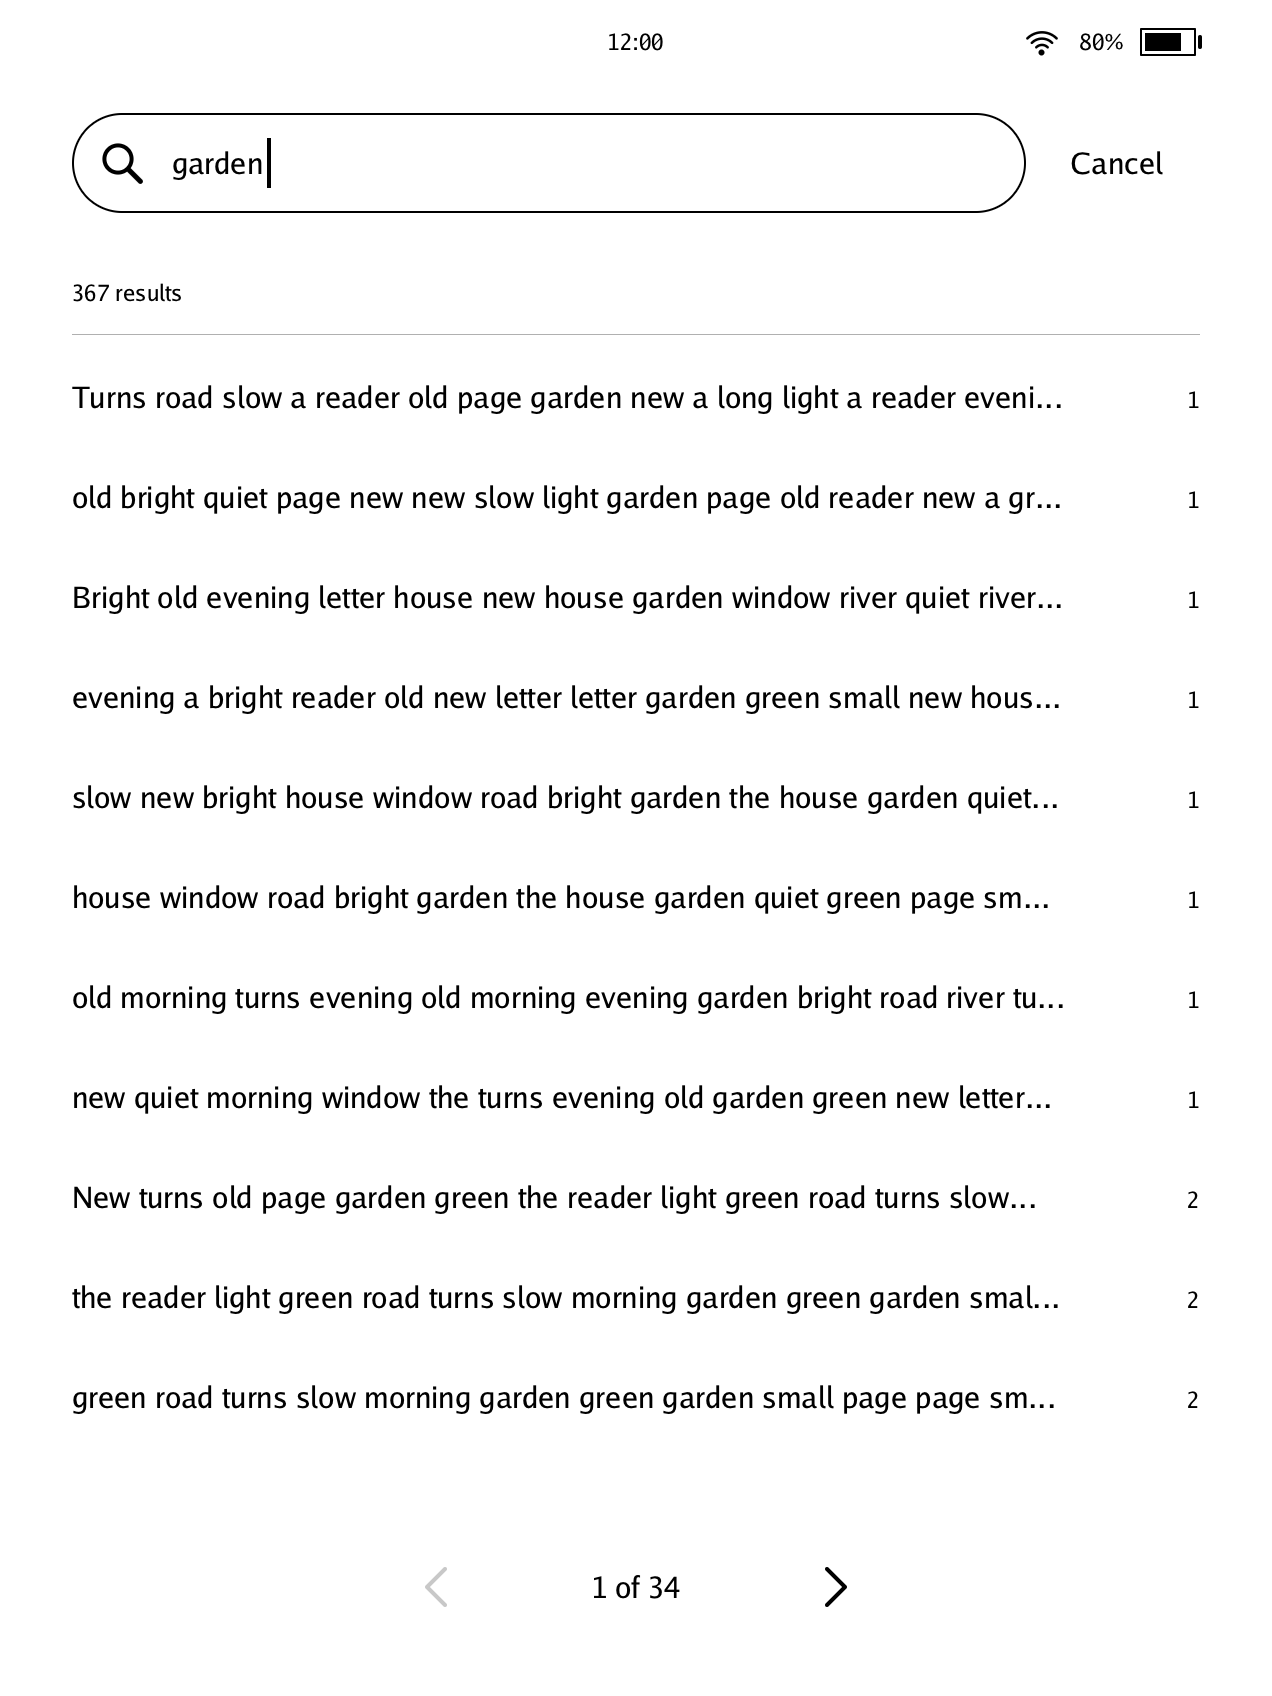 12:00
80%
garden
Cancel
367 results
Turns road slow a reader old page garden new a long light a reader eveni... 1
old bright quiet page new new slow light garden page old reader new a gr... 1
Bright old evening letter house new house garden window river quiet river... 1
evening a bright reader old new letter letter garden green small new hous... 1
slow new bright house window road bright garden the house garden quiet... 1
house window road bright garden the house garden quiet green page sm... 1
old morning turns evening old morning evening garden bright road river tu... 1
new quiet morning window the turns evening old garden green new letter... 1
New turns old page garden green the reader light green road turns slow... 2
the reader light green road turns slow morning garden green garden smal... 2
green road turns slow morning garden green garden small page page sm... 2
1 of 34